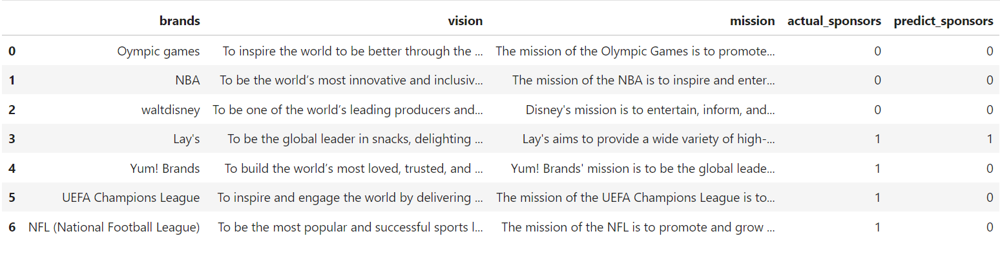 brands vision mission actual_sponsors predict_sponsors
0 Oympic games To inspire the world to be better through the ... The mission of the Olympic Games is to promote... 0 0
1 NBA To be the world’s most innovative and inclusiv... The mission of the NBA is to inspire and enter... 0 0
2 waltdisney To be one of the world’s leading producers and... Disney's mission is to entertain, inform, and... 0 0
3 Lay's To be the global leader in snacks, delighting ... Lay's aims to provide a wide variety of high-... 1 1
4 Yum! Brands To build the world’s most loved, trusted, and ... Yum! Brands' mission is to be the global leade... 1 0
5 UEFA Champions League To inspire and engage the world by delivering ... The mission of the UEFA Champions League is to... 1 0
6 NFL (National Football League) To be the most popular and successful sports l... The mission of the NFL is to promote and grow ... 1 0